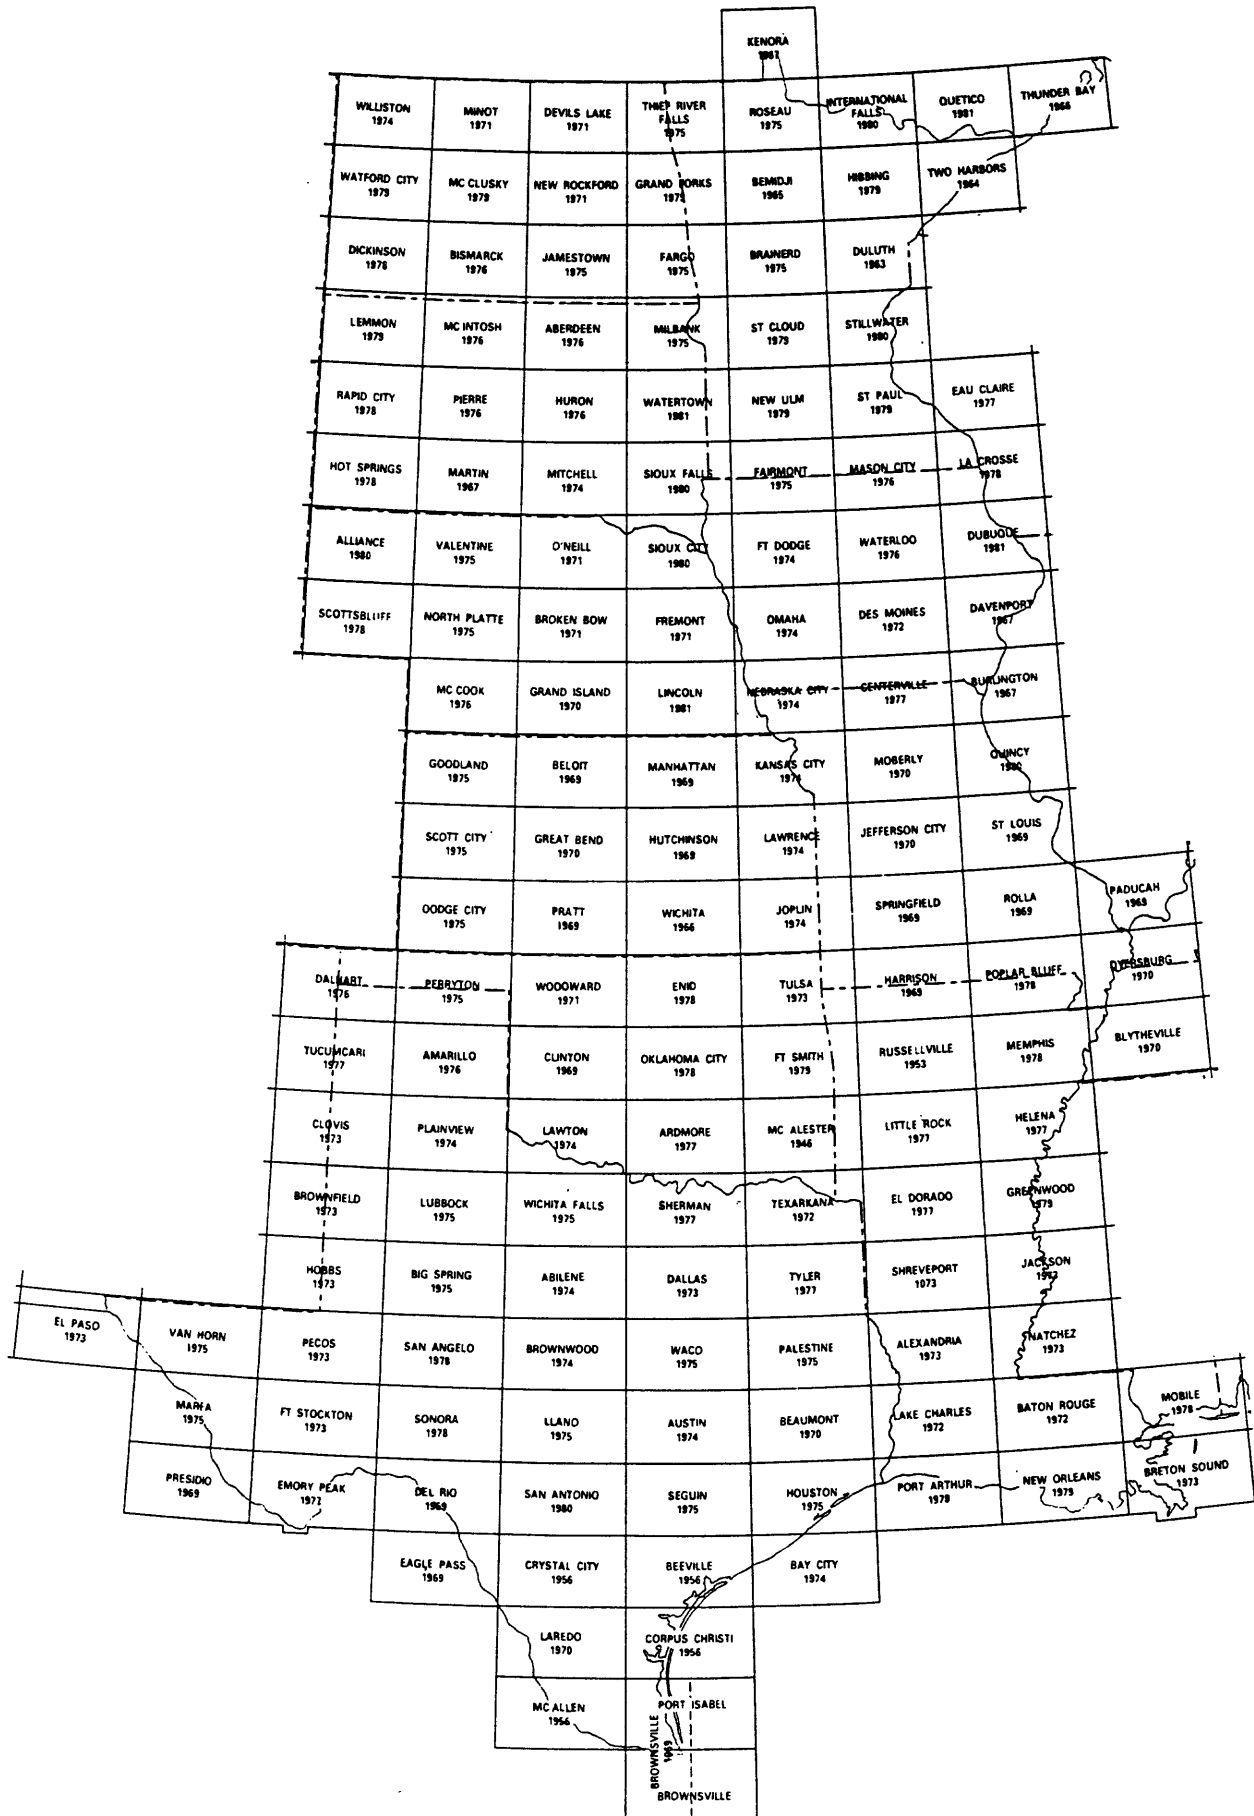 KENORA
1967
WILLISTON
1974
MINOT
1971
DEVILS LAKE
1971
THIEF RIVER
FALLS
1975
ROSEAU
1975
INTERNATIONAL
FALLS
1980
QUETICO
1981
THUNDER BAY
1966
WATFORD CITY
1979
MC CLUSKY
1979
NEW ROCKFORD
1971
GRAND FORKS
1975
BEMIDJI
1965
HIBBING
1979
TWO HARBORS
1964
DICKINSON
1978
BISMARCK
1976
JAMESTOWN
1975
FARGO
1975
BRAINERD
1975
DULUTH
1963
LEMMON
1979
MC INTOSH
1976
ABERDEEN
1976
MILBANK
1975
ST CLOUD
1979
STILLWATER
1980
RAPID CITY
1978
PIERRE
1976
HURON
1976
WATERTOWN
1981
NEW ULM
1979
ST PAUL
1979
EAU CLAIRE
1977
HOT SPRINGS
1978
MARTIN
1967
MITCHELL
1974
SIOUX FALLS
1980
FAIRMONT
1975
MASON CITY
1976
LA CROSSE
1978
ALLIANCE
1980
VALENTINE
1975
O'NEILL
1971
SIOUX CITY
1980
FT DODGE
1974
WATERLOO
1976
DUBUQUE
1981
SCOTTSBLUFF
1978
NORTH PLATTE
1975
BROKEN BOW
1971
FREMONT
1971
OMAHA
1974
DES MOINES
1972
DAVENPORT
1967
MC COOK
1976
GRAND ISLAND
1970
LINCOLN
1981
NEBRASKA CITY
1974
CENTERVILLE
1977
BURLINGTON
1967
GOODLAND
1975
BELOIT
1969
MANHATTAN
1969
KANSAS CITY
1974
MOBERLY
1970
QUINCY
1980
SCOTT CITY
1975
GREAT BEND
1970
HUTCHINSON
1969
LAWRENCE
1974
JEFFERSON CITY
1970
ST LOUIS
1969
DODGE CITY
1975
PRATT
1969
WICHITA
1966
JOPLIN
1974
SPRINGFIELD
1969
ROLLA
1969
PADUCAH
1969
DALHART
1976
PERRYTON
1975
WOODWARD
1971
ENID
1978
TULSA
1973
HARRISON
1969
POPLAR BLUFF
1978
DYERSBURG
1970
TUCUMCARI
1977
AMARILLO
1976
CLINTON
1969
OKLAHOMA CITY
1978
FT SMITH
1979
RUSSELLVILLE
1953
MEMPHIS
1978
BLYTHEVILLE
1970
CLOVIS
1973
PLAINVIEW
1974
LAWTON
1974
ARDMORE
1977
MC ALESTER
1946
LITTLE ROCK
1977
HELENA
1977
BROWNFIELD
1973
LUBBOCK
1975
WICHITA FALLS
1975
SHERMAN
1977
TEXARKANA
1972
EL DORADO
1977
GREENWOOD
1979
HOBBS
1973
BIG SPRING
1975
ABILENE
1974
DALLAS
1973
TYLER
1977
SHREVEPORT
1073
JACKSON
1973
EL PASO
1973
VAN HORN
1975
PECOS
1973
SAN ANGELO
1978
BROWNWOOD
1974
WACO
1975
PALESTINE
1975
ALEXANDRIA
1973
NATCHEZ
1973
MARFA
1975
FT STOCKTON
1973
SONORA
1978
LLANO
1975
AUSTIN
1974
BEAUMONT
1970
LAKE CHARLES
1972
BATON ROUGE
1972
MOBILE
1978
PRESIDIO
1969
EMORY PEAK
1977
DEL RIO
1969
SAN ANTONIO
1980
SEGUIN
1975
HOUSTON
1975
PORT ARTHUR
1979
NEW ORLEANS
1979
BRETON SOUND
1973
EAGLE PASS
1969
CRYSTAL CITY
1956
BEEVILLE
1956
BAY CITY
1974
LAREDO
1970
CORPUS CHRISTI
1956
MC ALLEN
1956
PORT ISABEL
BROWNSVILLE
1969
BROWNSVILLE